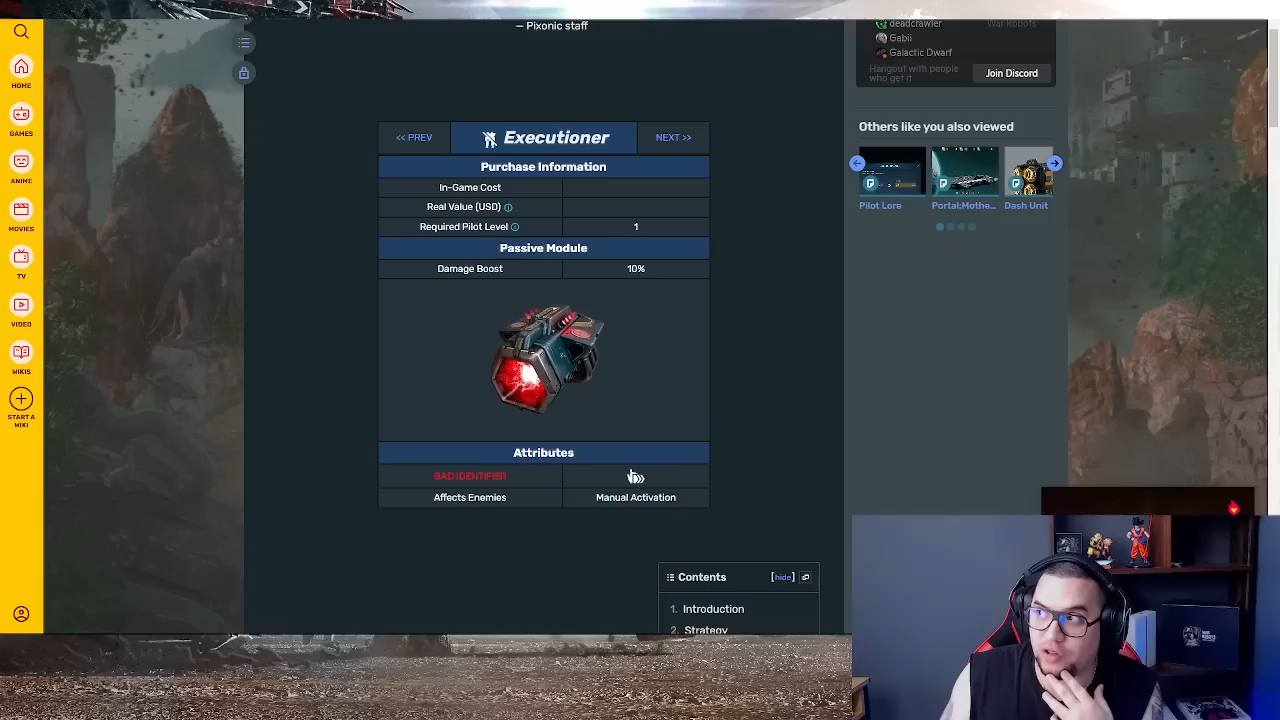 HOME
GAMES
ANIME
MOVIES
TV
VIDEO
WIKIS
START A
WIKI
— Pixonic staff
<< PREV
Executioner
NEXT >>
Purchase Information
In-Game Cost
Real Value (USD)
Required Pilot Level
1
Passive Module
Damage Boost
10%
Attributes
BAD IDENTIFIER
Affects Enemies
Manual Activation
Contents
[hide]
1. Introduction
2. Strategy
deadcrawler
War Robots
Gabii
Galactic Dwarf
Hangout with people
who get it
Join Discord
Others like you also viewed
Pilot Lore
Portal:Mothe...
Dash Unit